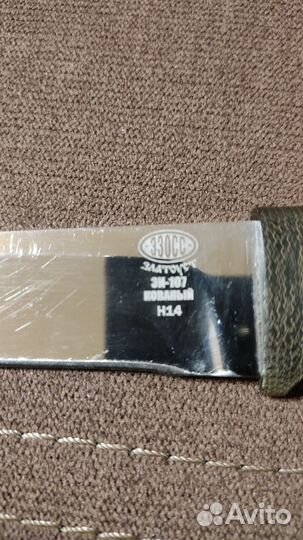 ЗЗОСС
ЗЛАТОУСТ
ЭИ-107
КОВАНЫЙ
Н14
Avito